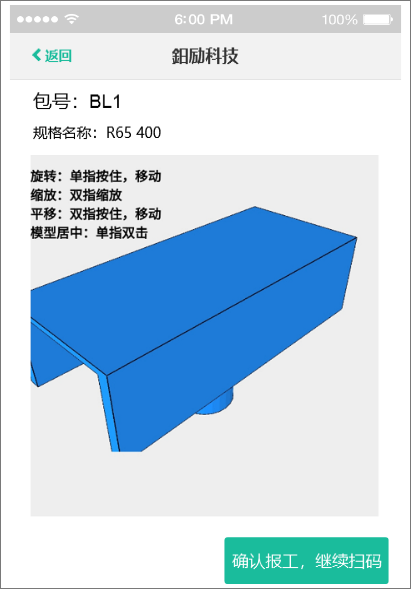 6:00 PM
100%
返回
鈤励科技
包号：BL1
规格名称：R65 400
旋转：单指按住，移动
缩放：双指缩放
平移：双指按住，移动
模型居中：单指双击
确认报工，继续扫码